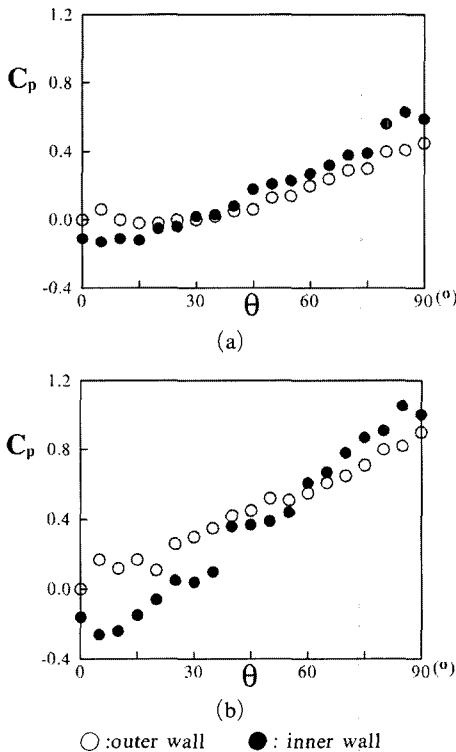 1.2
0.8
Cp
0.4
0.0
-0.4
0 30 θ 60 90(o)
(a)
1.2
Cp
0.8
0.4
0.0
-0.4
0 30 θ 60 90(o)
(b)
○ :outer wall ● : inner wall